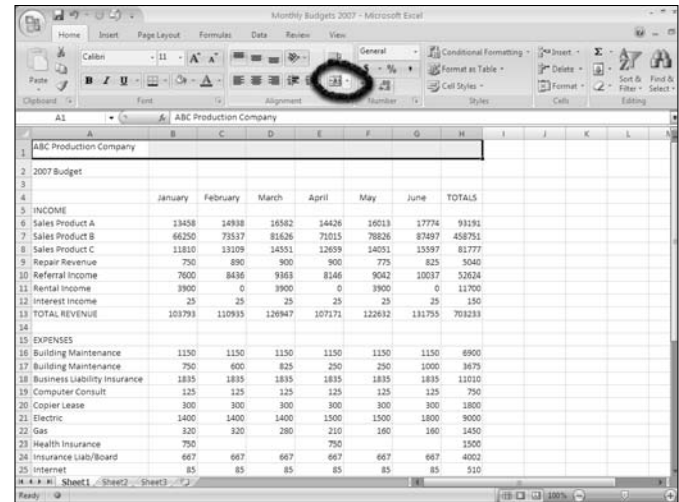 Monthly Budgets 2007 - Microsoft Excel
Home Insert Page Layout Formulas Data Review View
Calibri 11 A A General Conditional Formatting Insert Σ
Paste B I U A $ % , Format as Table Delete Sort & Find &
Cell Styles Format Filter Select
Clipboard Font Alignment Number Styles Cells Editing
A1 fx ABC Production Company
A B C D E F G H I J K L
1 ABC Production Company
2 2007 Budget
3
4 January February March April May June TOTALS
5 INCOME
6 Sales Product A 13458 14938 16582 14426 16013 17774 93191
7 Sales Product B 66250 73537 81626 71015 78826 87497 458751
8 Sales Product C 11810 13109 14551 12659 14051 15597 81777
9 Repair Revenue 750 890 900 900 775 825 5040
10 Referral Income 7600 8436 9363 8146 9042 10037 52624
11 Rental Income 3900 0 3900 0 3900 0 11700
12 Interest Income 25 25 25 25 25 25 150
13 TOTAL REVENUE 103793 110935 126947 107171 122632 131755 703233
14
15 EXPENSES
16 Building Maintenance 1150 1150 1150 1150 1150 1150 6900
17 Building Maintenance 750 600 825 250 250 1000 3675
18 Business Liability Insurance 1835 1835 1835 1835 1835 1835 11010
19 Computer Consult 125 125 125 125 125 125 750
20 Copier Lease 300 300 300 300 300 300 1800
21 Electric 1400 1400 1400 1500 1500 1800 9000
22 Gas 320 320 280 210 160 160 1450
23 Health Insurance 750 750 1500
24 Insurance Liab/Board 667 667 667 667 667 667 4002
25 Internet 85 85 85 85 85 85 510
Sheet1 Sheet2 Sheet3
Ready 100%